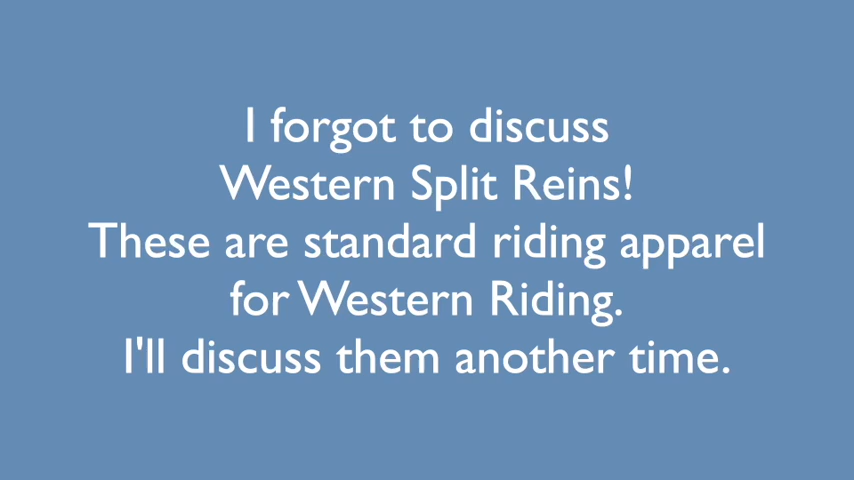 I forgot to discuss
Western Split Reins!
These are standard riding apparel
for Western Riding.
I'll discuss them another time.